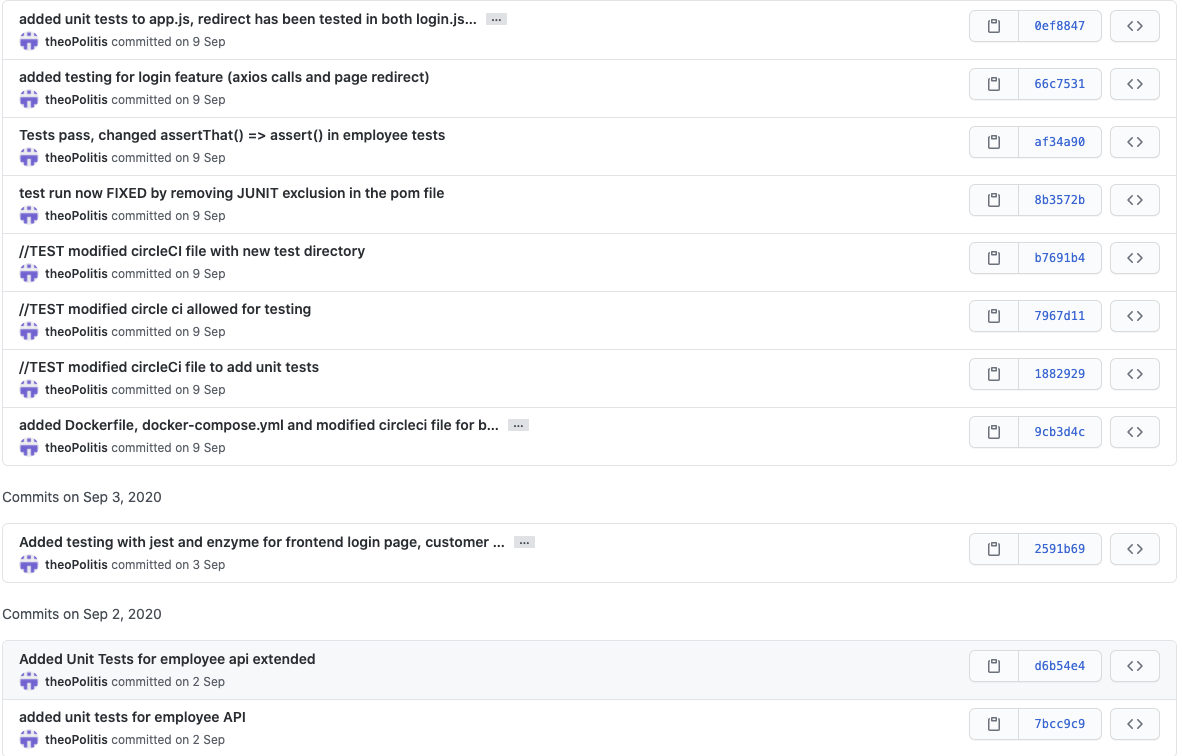 added unit tests to app.js, redirect has been tested in both login.js... ...
theoPolitis committed on 9 Sep
0ef8847
added testing for login feature (axios calls and page redirect)
theoPolitis committed on 9 Sep
66c7531
Tests pass, changed assertThat() => assert() in employee tests
theoPolitis committed on 9 Sep
af34a90
test run now FIXED by removing JUNIT exclusion in the pom file
theoPolitis committed on 9 Sep
8b3572b
//TEST modified circleCI file with new test directory
theoPolitis committed on 9 Sep
b7691b4
//TEST modified circle ci allowed for testing
theoPolitis committed on 9 Sep
7967d11
//TEST modified circleCi file to add unit tests
theoPolitis committed on 9 Sep
1882929
added Dockerfile, docker-compose.yml and modified circleci file for b... ...
theoPolitis committed on 9 Sep
9cb3d4c
Commits on Sep 3, 2020
Added testing with jest and enzyme for frontend login page, customer ... ...
theoPolitis committed on 3 Sep
2591b69
Commits on Sep 2, 2020
Added Unit Tests for employee api extended
theoPolitis committed on 2 Sep
d6b54e4
added unit tests for employee API
theoPolitis committed on 2 Sep
7bcc9c9